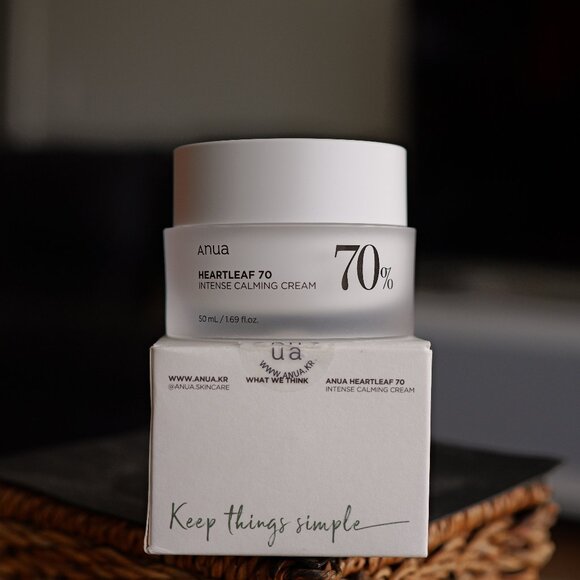 Anua
HEARTLEAF 70
INTENSE CALMING CREAM
70%
50 mL / 1.69 fl.oz.
ua
WWW.ANUA.KR
WWW.ANUA.KR
@ANUA.SKINCARE
WHAT WE THINK
ANUA HEARTLEAF 70
INTENSE CALMING CREAM
Keep things simple